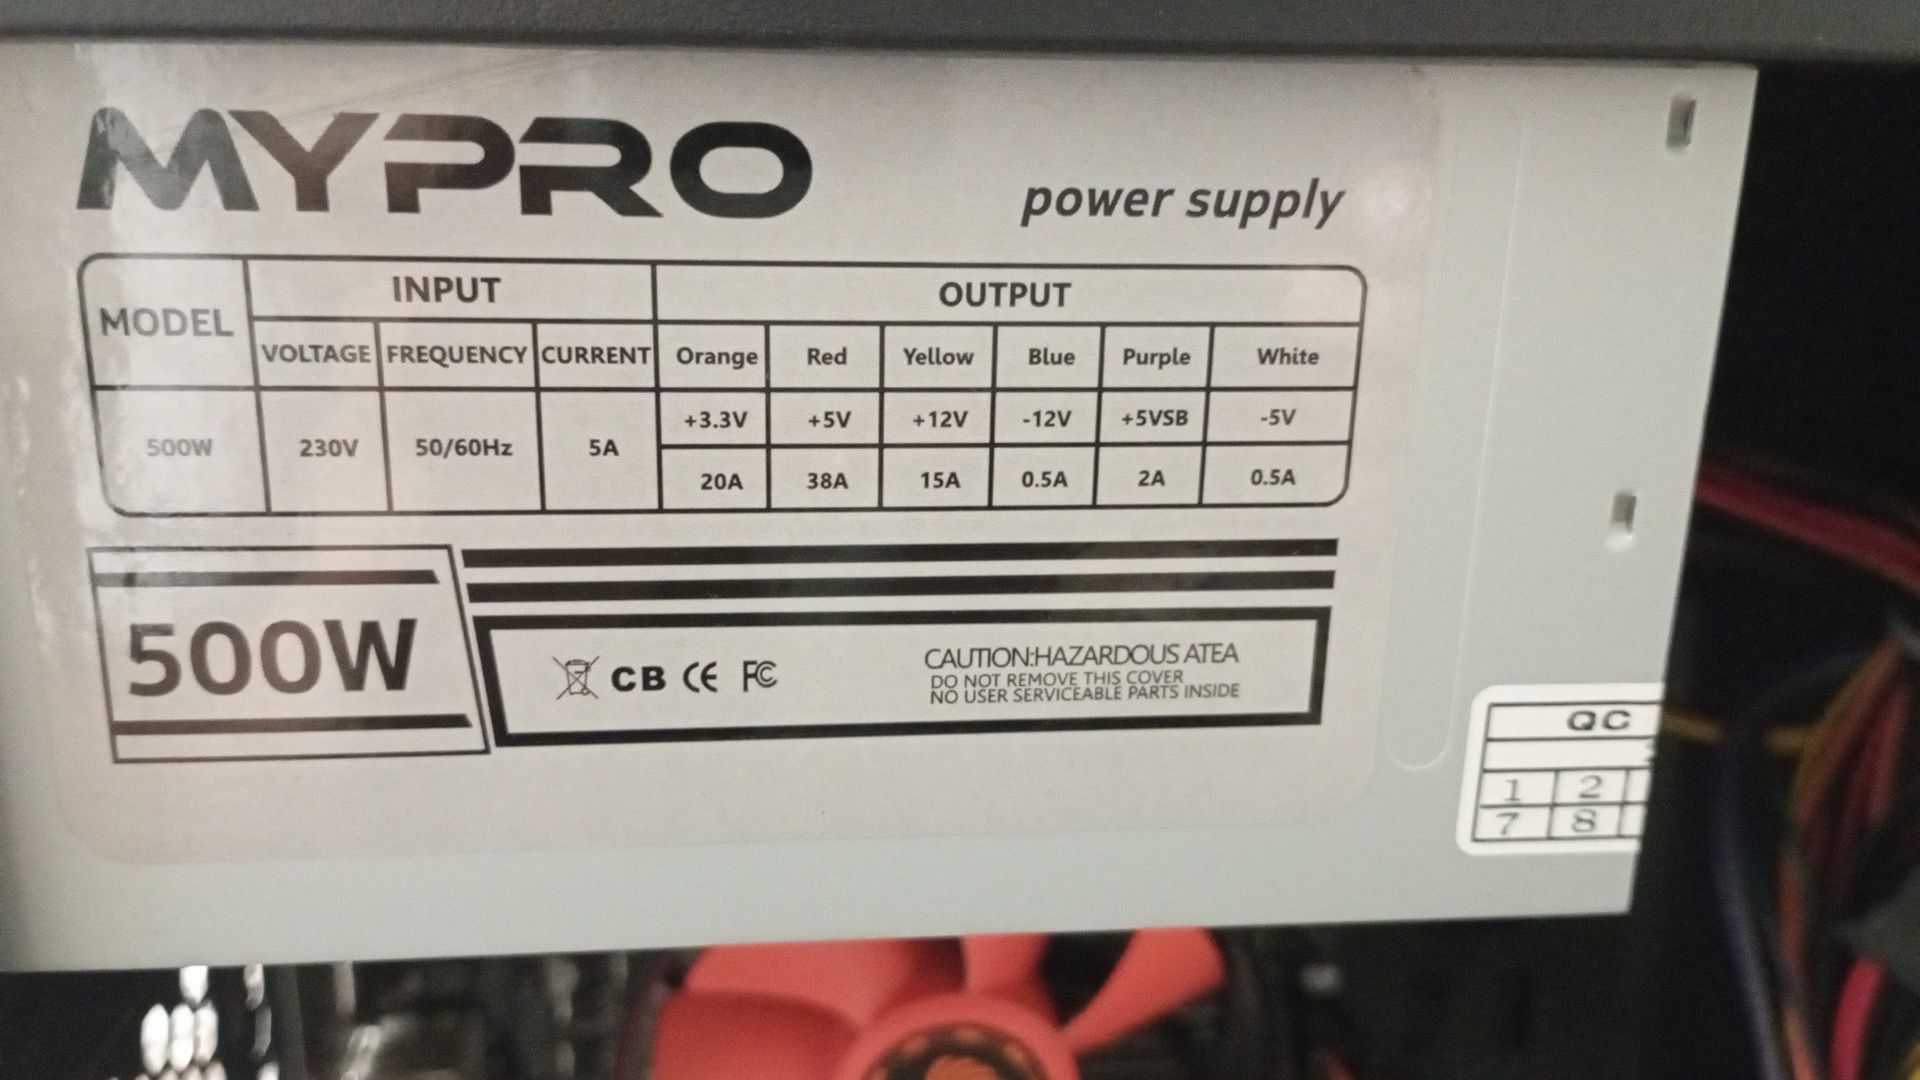 MYPRO
power supply
MODEL INPUT OUTPUT
VOLTAGE FREQUENCY CURRENT Orange Red Yellow Blue Purple White
500W 230V 50/60Hz 5A +3.3V +5V +12V -12V +5VSB -5V
20A 38A 15A 0.5A 2A 0.5A
500W
CB CE FC
CAUTION:HAZARDOUS ATEA
DO NOT REMOVE THIS COVER
NO USER SERVICEABLE PARTS INSIDE
QC
1 2
7 8